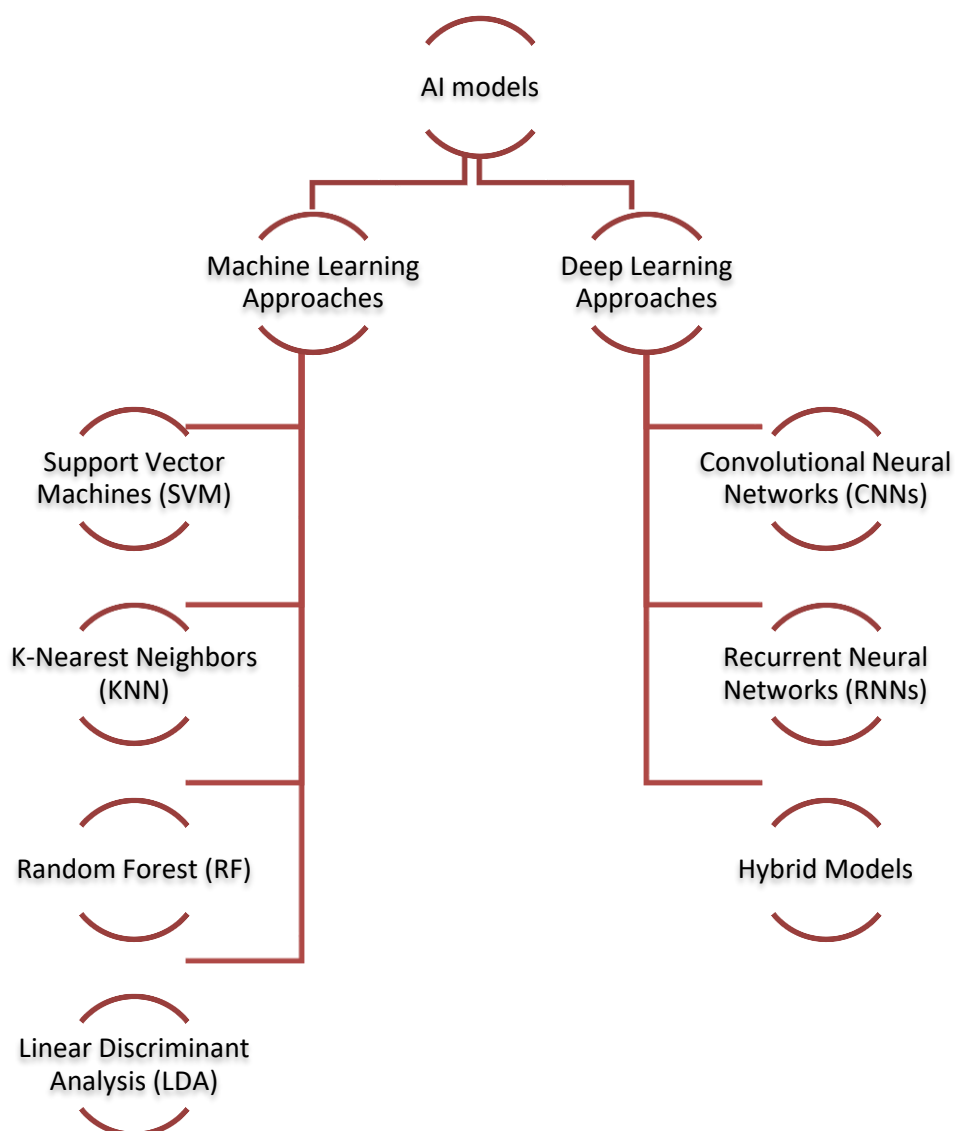 AI models
Machine Learning
Approaches
Deep Learning
Approaches
Support Vector
Machines (SVM)
Convolutional Neural
Networks (CNNs)
K-Nearest Neighbors
(KNN)
Recurrent Neural
Networks (RNNs)
Random Forest (RF)
Hybrid Models
Linear Discriminant
Analysis (LDA)